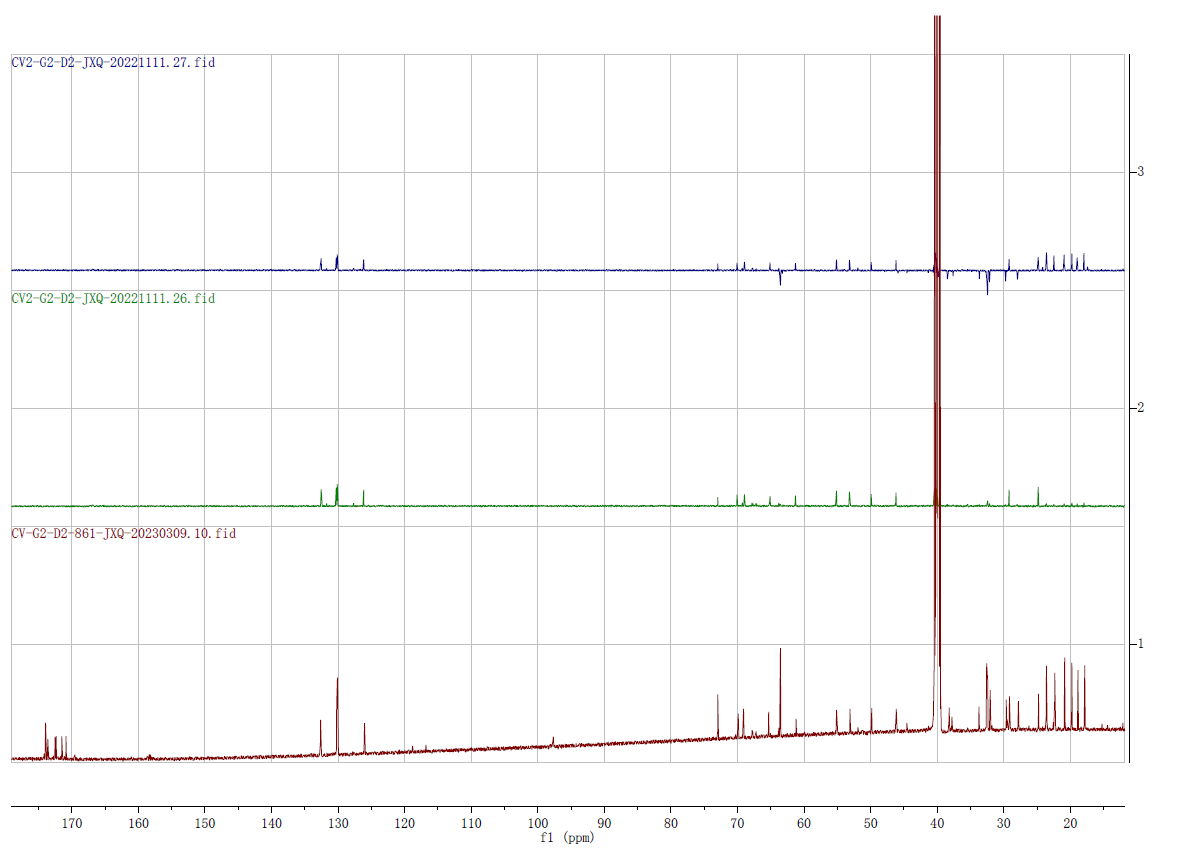 CV2-G2-D2-JXQ-20221111.27.fid
3
CV2-G2-D2-JXQ-20221111.26.fid
2
CV-G2-D2-861-JXQ-20230309.10.fid
1
170 160 150 140 130 120 110 100 90 80 70 60 50 40 30 20
f1 (ppm)